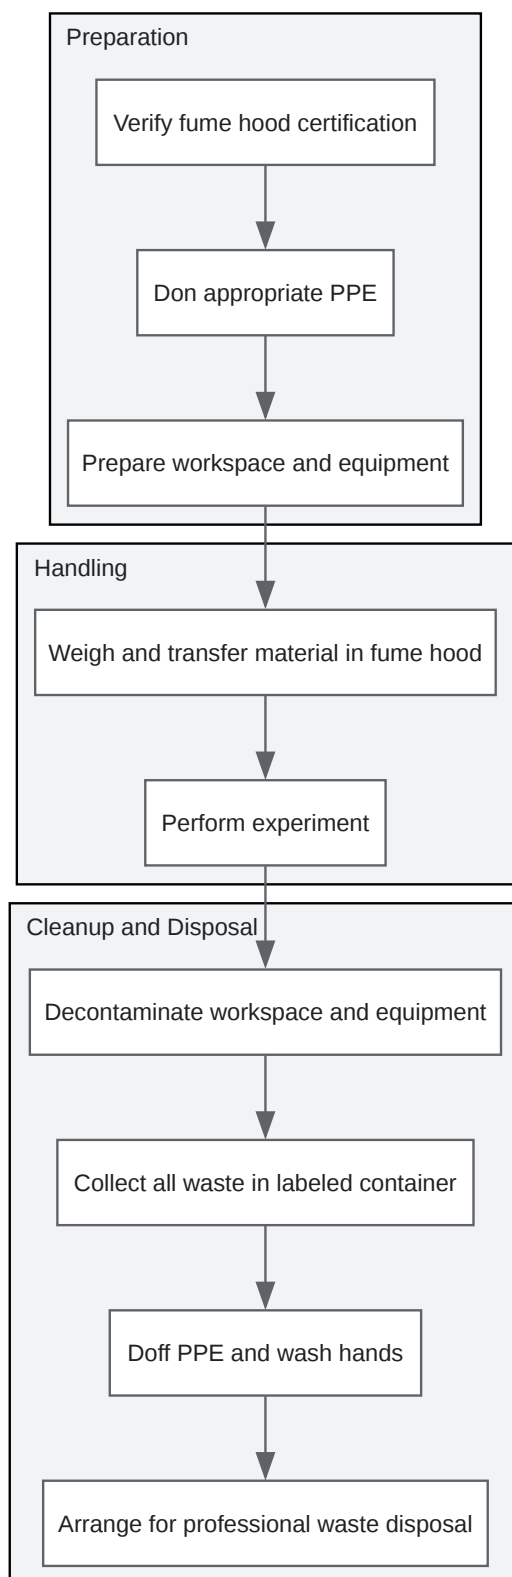 Preparation
Verify fume hood certification
Don appropriate PPE
Prepare workspace and equipment
Handling
Weigh and transfer material in fume hood
Perform experiment
Cleanup and Disposal
Decontaminate workspace and equipment
Collect all waste in labeled container
Doff PPE and wash hands
Arrange for professional waste disposal